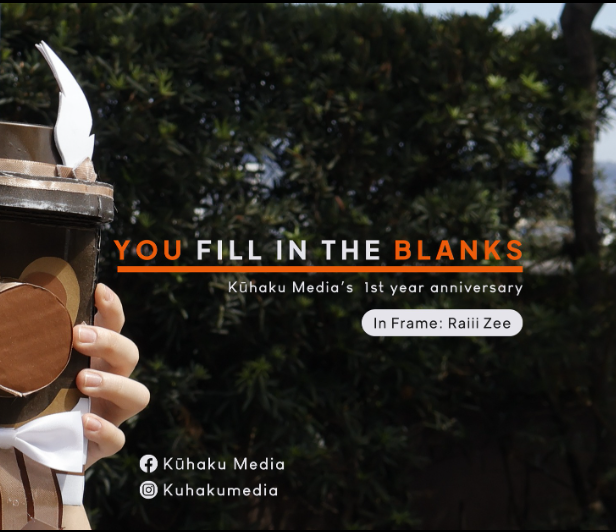 YOU FILL IN THE BLANKS
Kūhaku Media's 1st year anniversary
In Frame: Raiii Zee
Kūhaku Media
Kuhakumedia